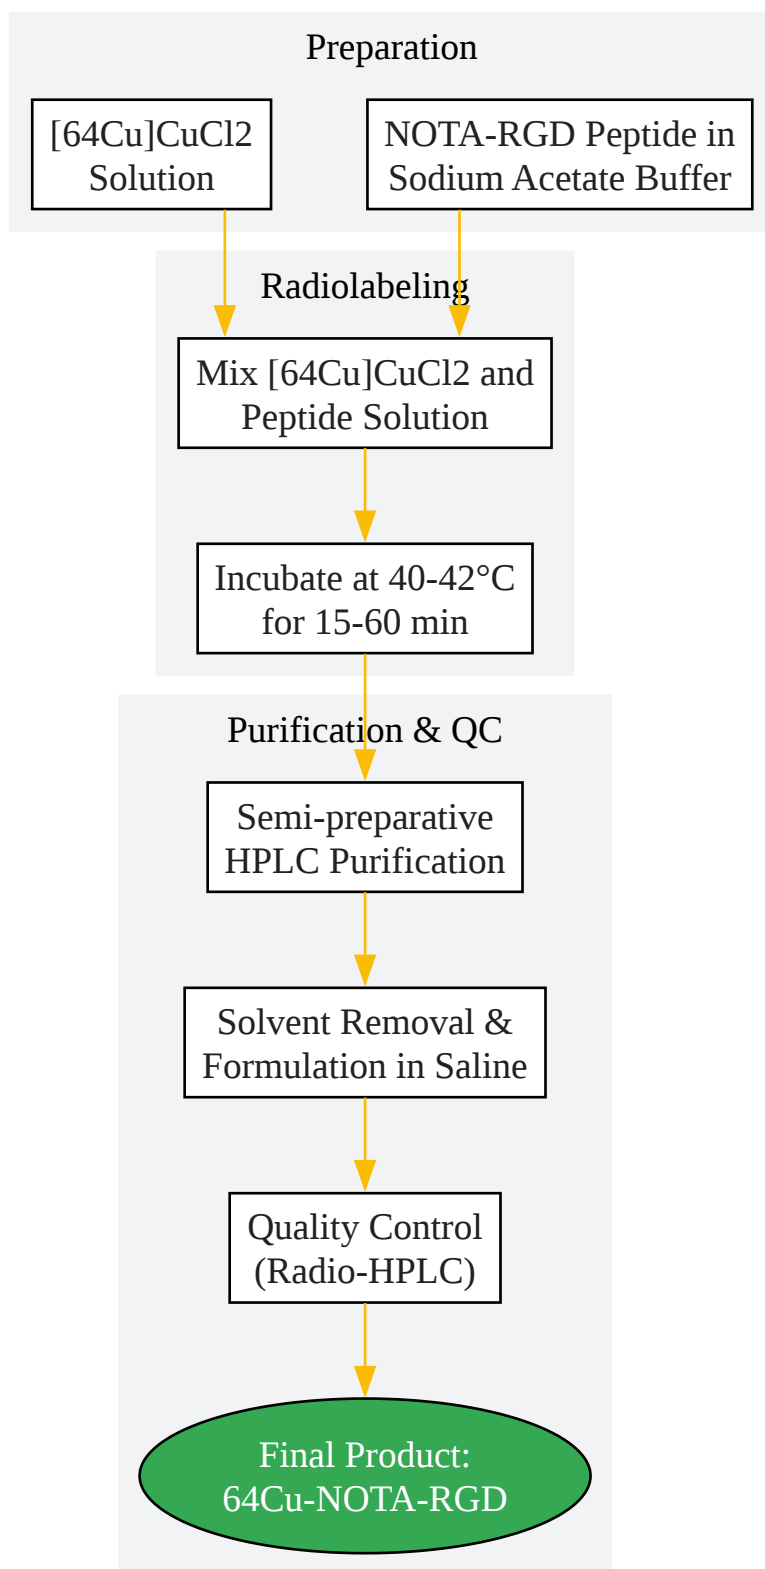 Preparation
[64Cu]CuCl2
Solution
NOTA-RGD Peptide in
Sodium Acetate Buffer
Radiolabeling
Mix [64Cu]CuCl2 and
Peptide Solution
Incubate at 40-42°C
for 15-60 min
Purification & QC
Semi-preparative
HPLC Purification
Solvent Removal &
Formulation in Saline
Quality Control
(Radio-HPLC)
Final Product:
64Cu-NOTA-RGD